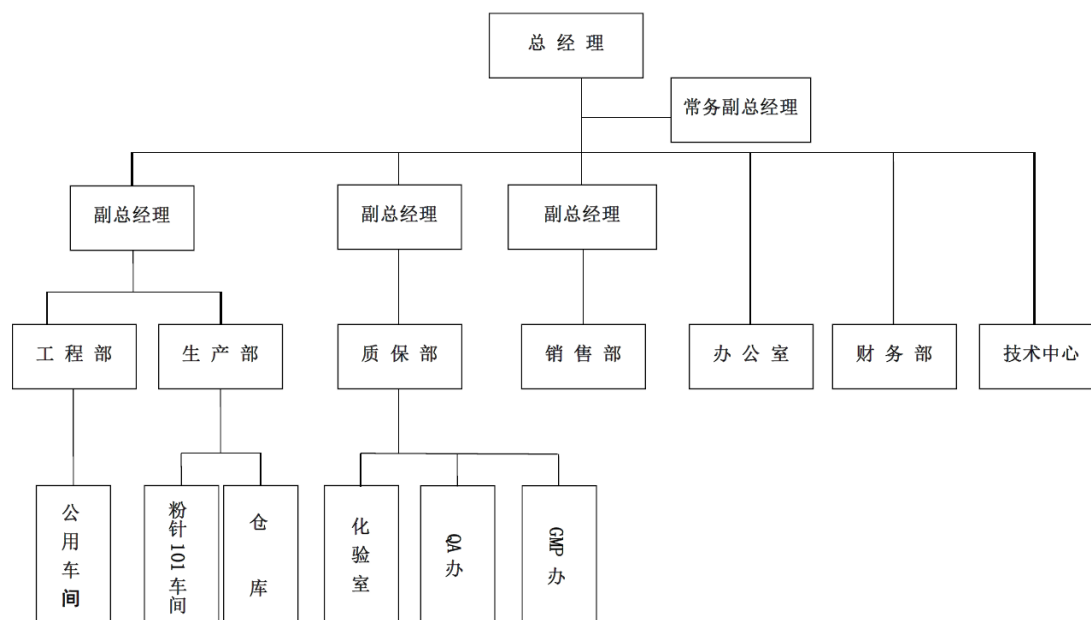 总经理
常务副总经理
副总经理
副总经理
副总经理
工程部
生产部
质保部
销售部
办公室
财务部
技术中心
公用车间
粉针101车间
仓库
化验室
QA办
GMP办